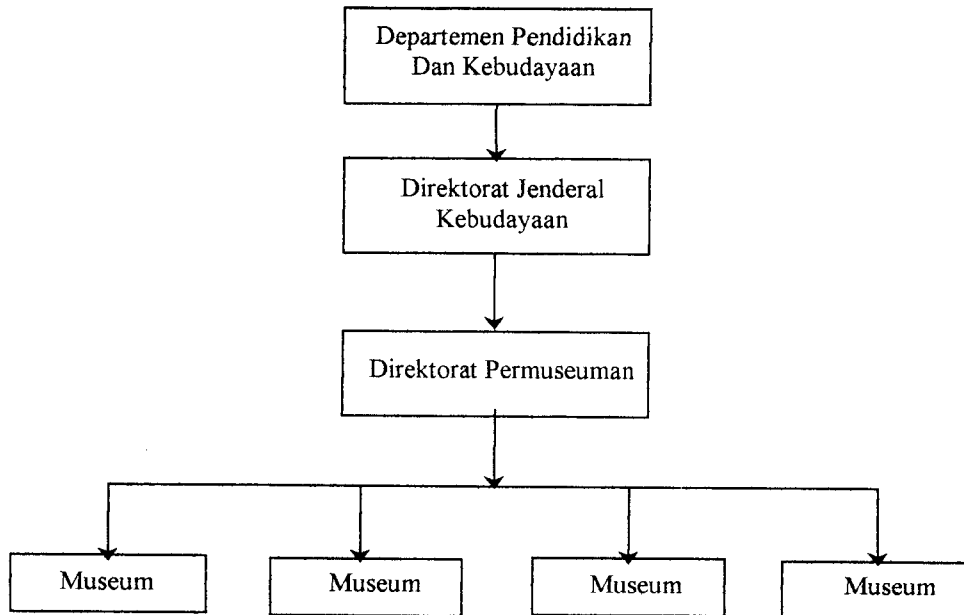 Departemen Pendidikan
Dan Kebudayaan
Direktorat Jenderal
Kebudayaan
Direktorat Permuseuman
Museum
Museum
Museum
Museum